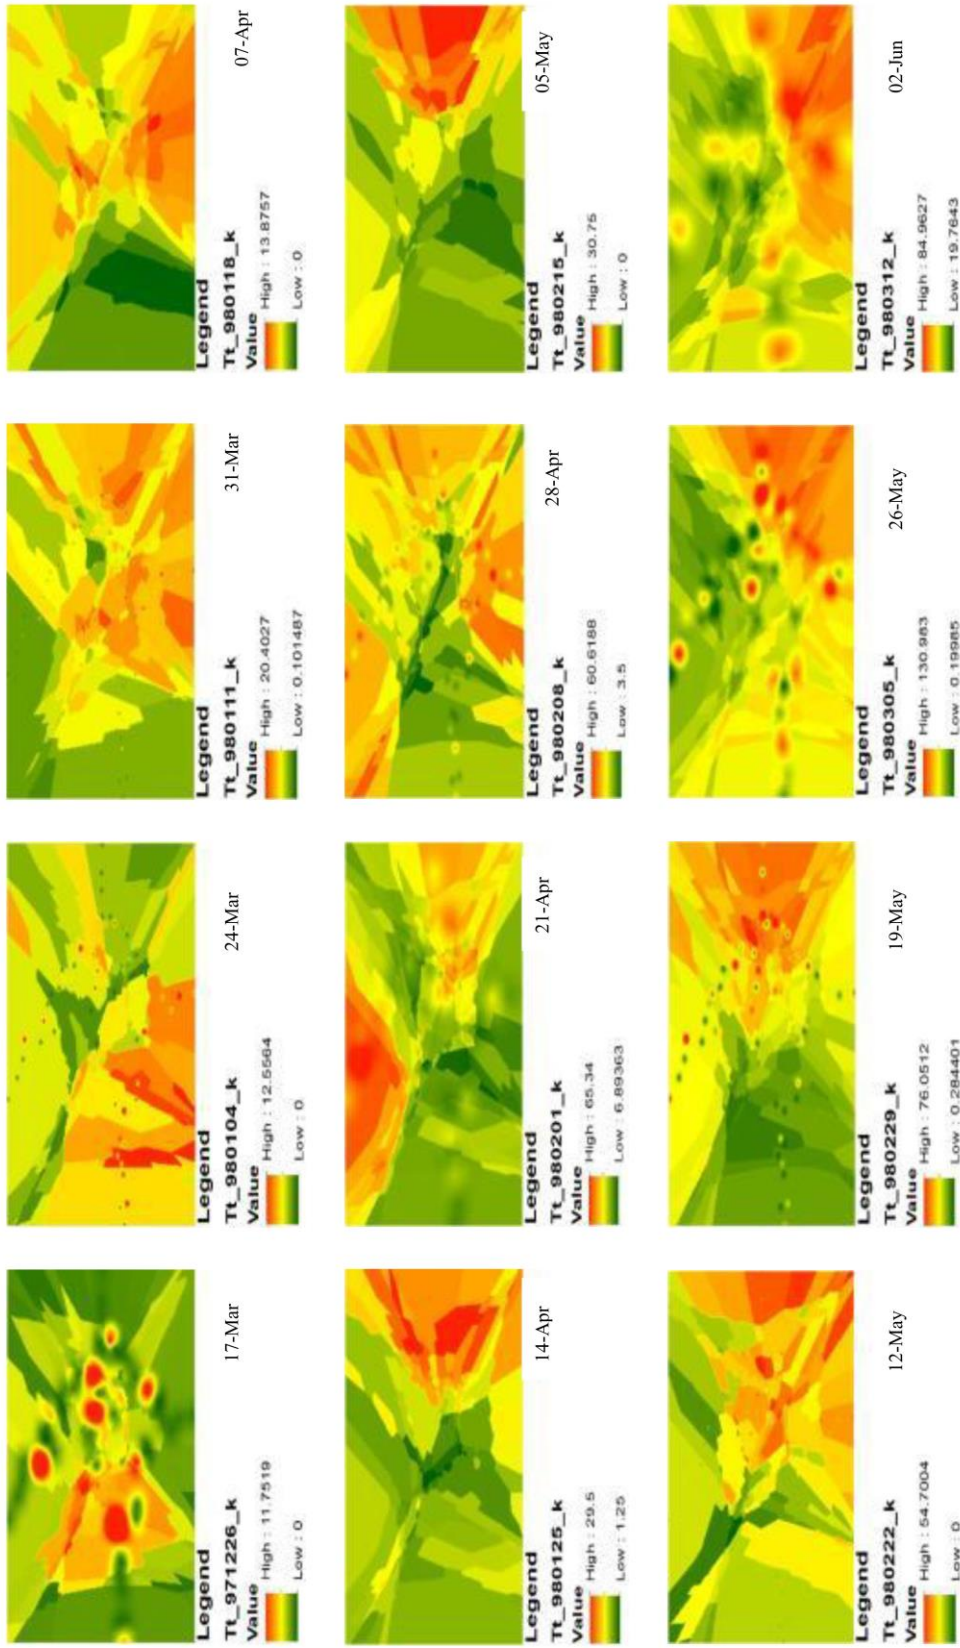 Legend
Tt_971226_k
Value
High : 11.7519
Low : 0
17-Mar
Legend
Tt_980104_k
Value
High : 12.5564
Low : 0
24-Mar
Legend
Tt_980111_k
Value
High : 20.4027
Low : 0.101487
31-Mar
Legend
Tt_980118_k
Value
High : 13.8757
Low : 0
07-Apr
Legend
Tt_980125_k
Value
High : 29.5
Low : 1.25
14-Apr
Legend
Tt_980201_k
Value
High : 65.34
Low : 6.89363
21-Apr
Legend
Tt_980208_k
Value
High : 60.6188
Low : 3.5
28-Apr
Legend
Tt_980215_k
Value
High : 30.75
Low : 0
05-May
Legend
Tt_980222_k
Value
High : 54.7004
Low : 0
12-May
Legend
Tt_980229_k
Value
High : 76.0512
Low : 0.284401
19-May
Legend
Tt_980305_k
Value
High : 130.983
Low : 0.19985
26-May
Legend
Tt_980312_k
Value
High : 84.9627
Low : 19.7643
02-Jun